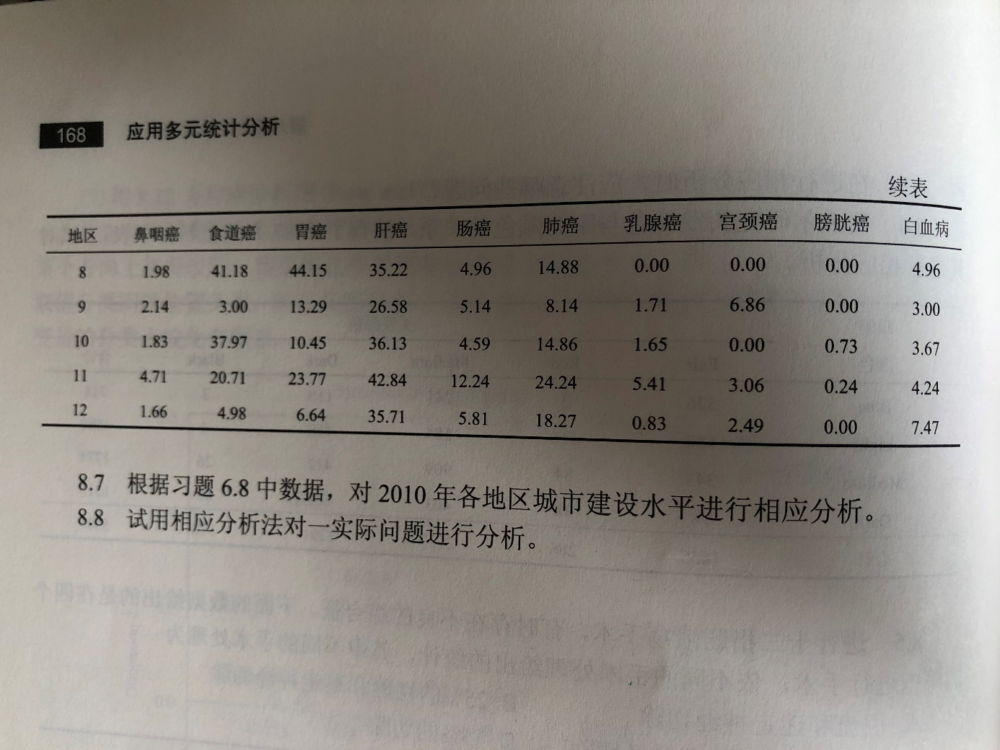 168 应用多元统计分析
续表
地区 鼻咽癌 食道癌 胃癌 肝癌 肠癌 肺癌 乳腺癌 宫颈癌 膀胱癌 白血病
8 1.98 41.18 44.15 35.22 4.96 14.88 0.00 0.00 0.00 4.96
9 2.14 3.00 13.29 26.58 5.14 8.14 1.71 6.86 0.00 3.00
10 1.83 37.97 10.45 36.13 4.59 14.86 1.65 0.00 0.73 3.67
11 4.71 20.71 23.77 42.84 12.24 24.24 5.41 3.06 0.24 4.24
12 1.66 4.98 6.64 35.71 5.81 18.27 0.83 2.49 0.00 7.47
8.7 根据习题 6.8 中数据，对 2010 年各地区城市建设水平进行相应分析。
8.8 试用相应分析法对一实际问题进行分析。